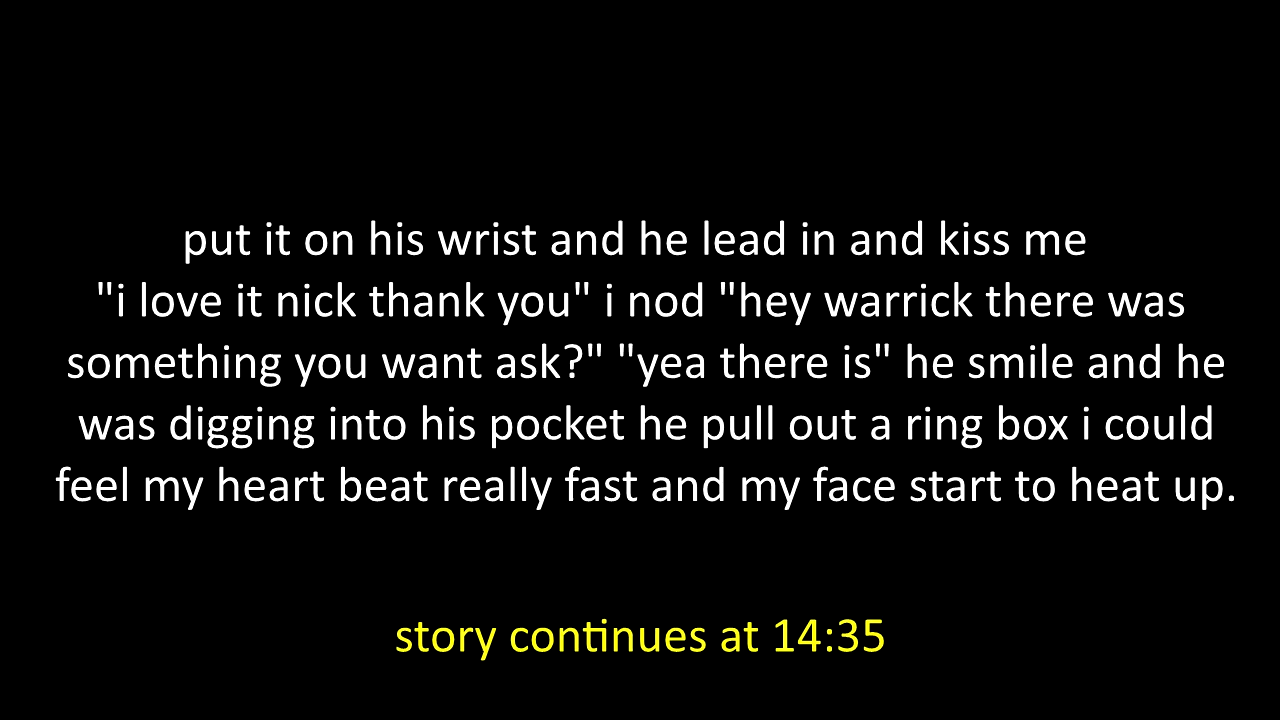 put it on his wrist and he lead in and kiss me
"i love it nick thank you" i nod "hey warrick there was
something you want ask?" "yea there is" he smile and he
was digging into his pocket he pull out a ring box i could
feel my heart beat really fast and my face start to heat up.
story continues at 14:35